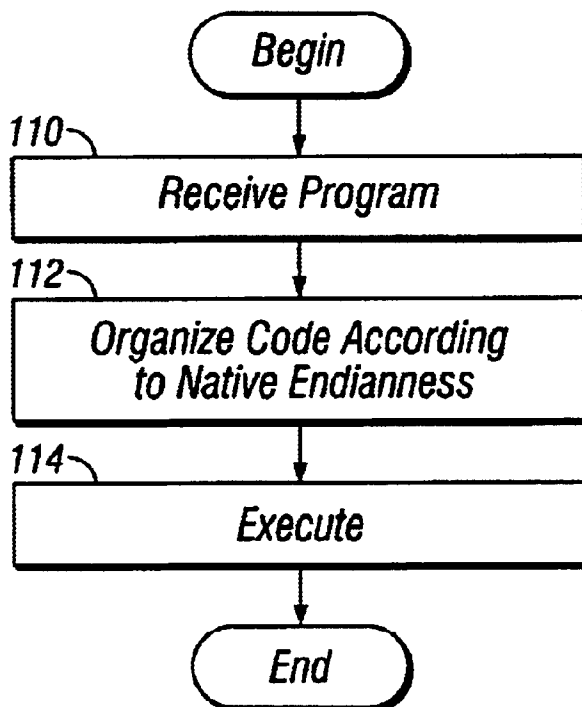 Begin
110
Receive Program
112
Organize Code According
to Native Endianness
114
Execute
End